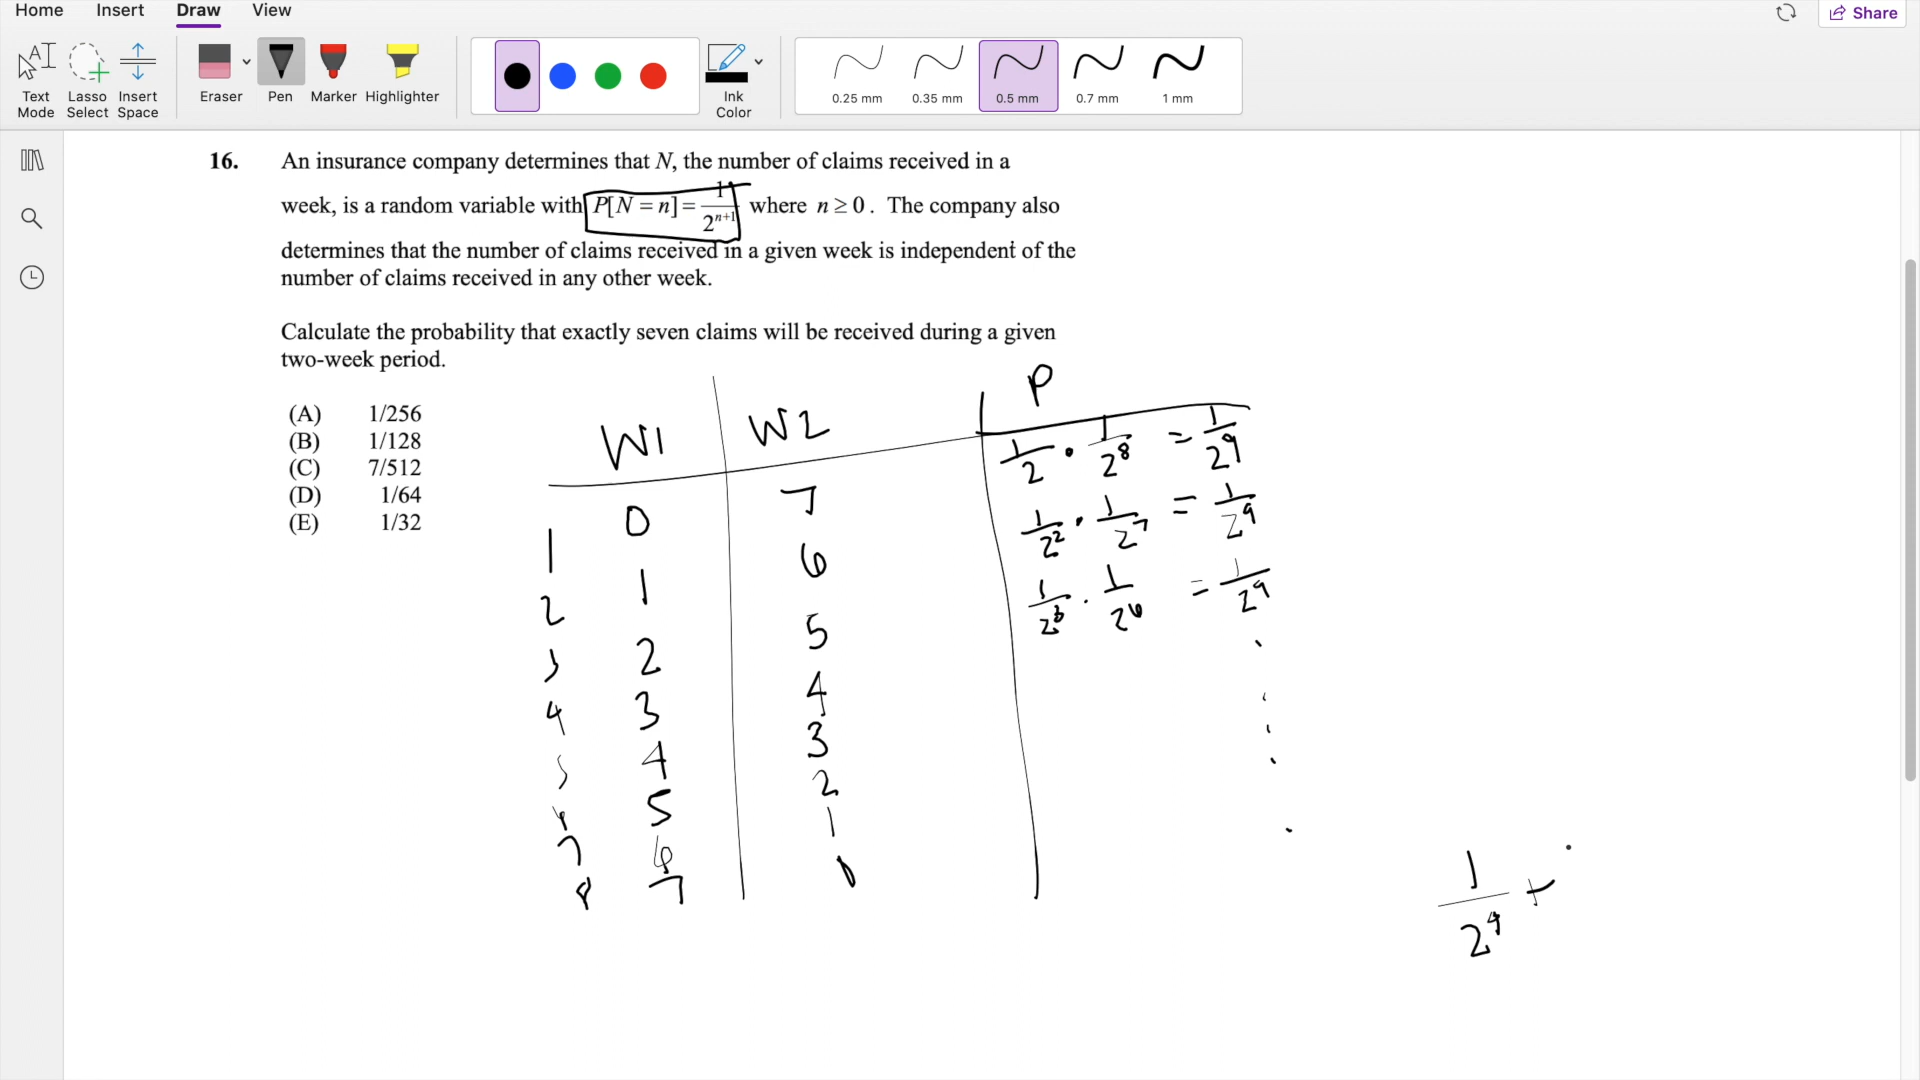 Home Insert Draw View
Share
Text Mode
Lasso Select
Insert Space
Eraser
Pen
Marker
Highlighter
Ink Color
0.25 mm
0.35 mm
0.5 mm
0.7 mm
1 mm
16. An insurance company determines that N, the number of claims received in a
week, is a random variable with P[N = n] = 1/2^(n+1) where n ≥ 0. The company also
determines that the number of claims received in a given week is independent of the
number of claims received in any other week.
Calculate the probability that exactly seven claims will be received during a given
two-week period.
(A) 1/256
(B) 1/128
(C) 7/512
(D) 1/64
(E) 1/32
W1 W2 P
0 7 1/2 · 1/2^8 = 1/2^9
1 1 6 1/2^2 · 1/2^7 = 1/2^9
2 2 5 1/2^3 · 1/2^6 = 1/2^9
3 3 4
4 4 3
5 5 2
6 6 1
7 7 0
8
1/2^9 +